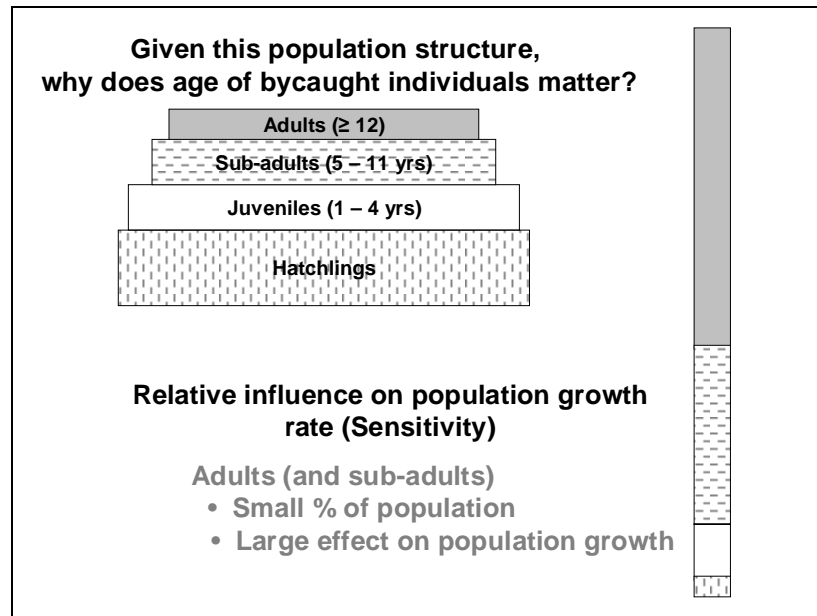 Given this population structure,
why does age of bycaught individuals matter?
Adults (≥ 12)
Sub-adults (5 – 11 yrs)
Juveniles (1 – 4 yrs)
Hatchlings
Relative influence on population growth
rate (Sensitivity)
Adults (and sub-adults)
• Small % of population
• Large effect on population growth